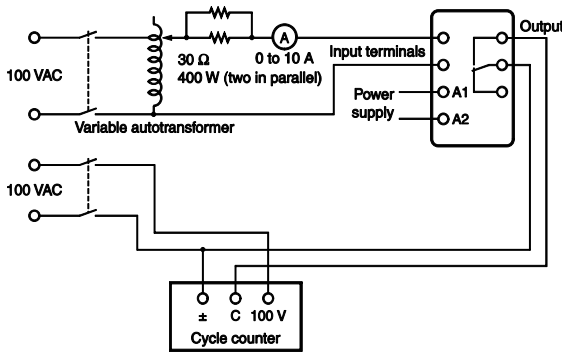 Output
A
30 Ω
0 to 10 A
Input terminals
100 VAC
400 W (two in parallel)
Power
supply
A1
A2
Variable autotransformer
100 VAC
± C 100 V
Cycle counter